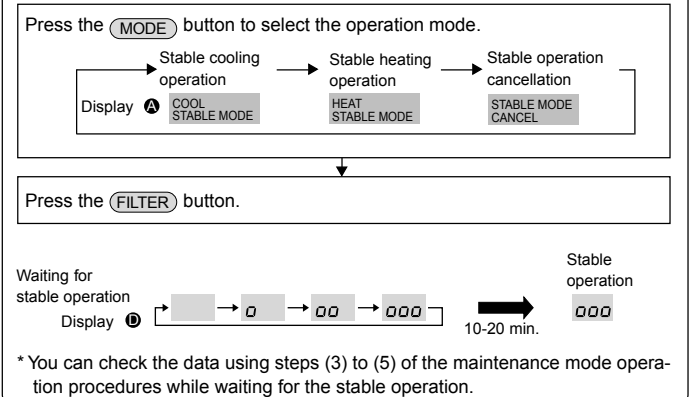 Press the MODE button to select the operation mode.
Stable cooling operation
Stable heating operation
Stable operation cancellation
Display A
COOL
STABLE MODE
HEAT
STABLE MODE
STABLE MODE
CANCEL
Press the FILTER button.
Waiting for
stable operation
Display D
0
00
000
10-20 min.
Stable
operation
000
* You can check the data using steps (3) to (5) of the maintenance mode opera-
tion procedures while waiting for the stable operation.